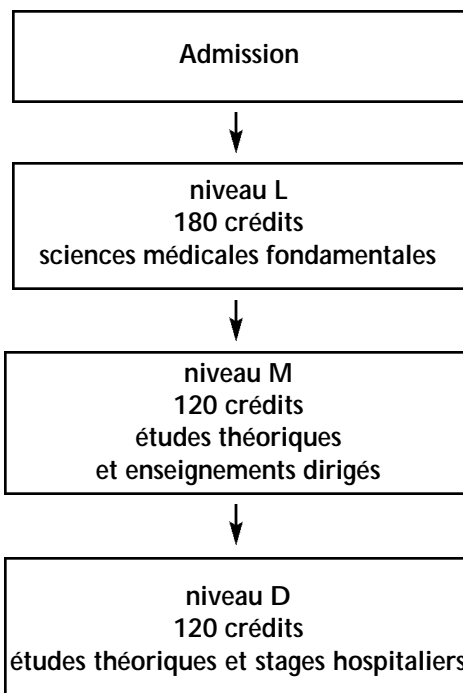 Admission
niveau L
180 crédits
sciences médicales fondamentales
niveau M
120 crédits
études théoriques
et enseignements dirigés
niveau D
120 crédits
études théoriques et stages hospitaliers